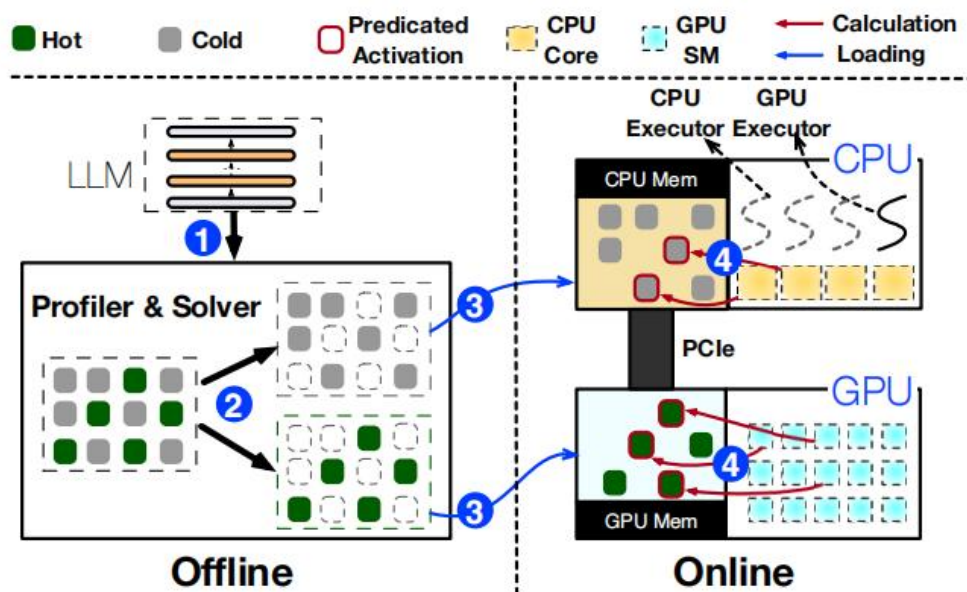 Hot
Cold
Predicated
Activation
CPU
Core
GPU
SM
Calculation
Loading
LLM
1
Profiler & Solver
2
3
3
Offline
CPU
Executor
GPU
Executor
CPU
CPU Mem
4
PCIe
GPU
4
GPU Mem
Online